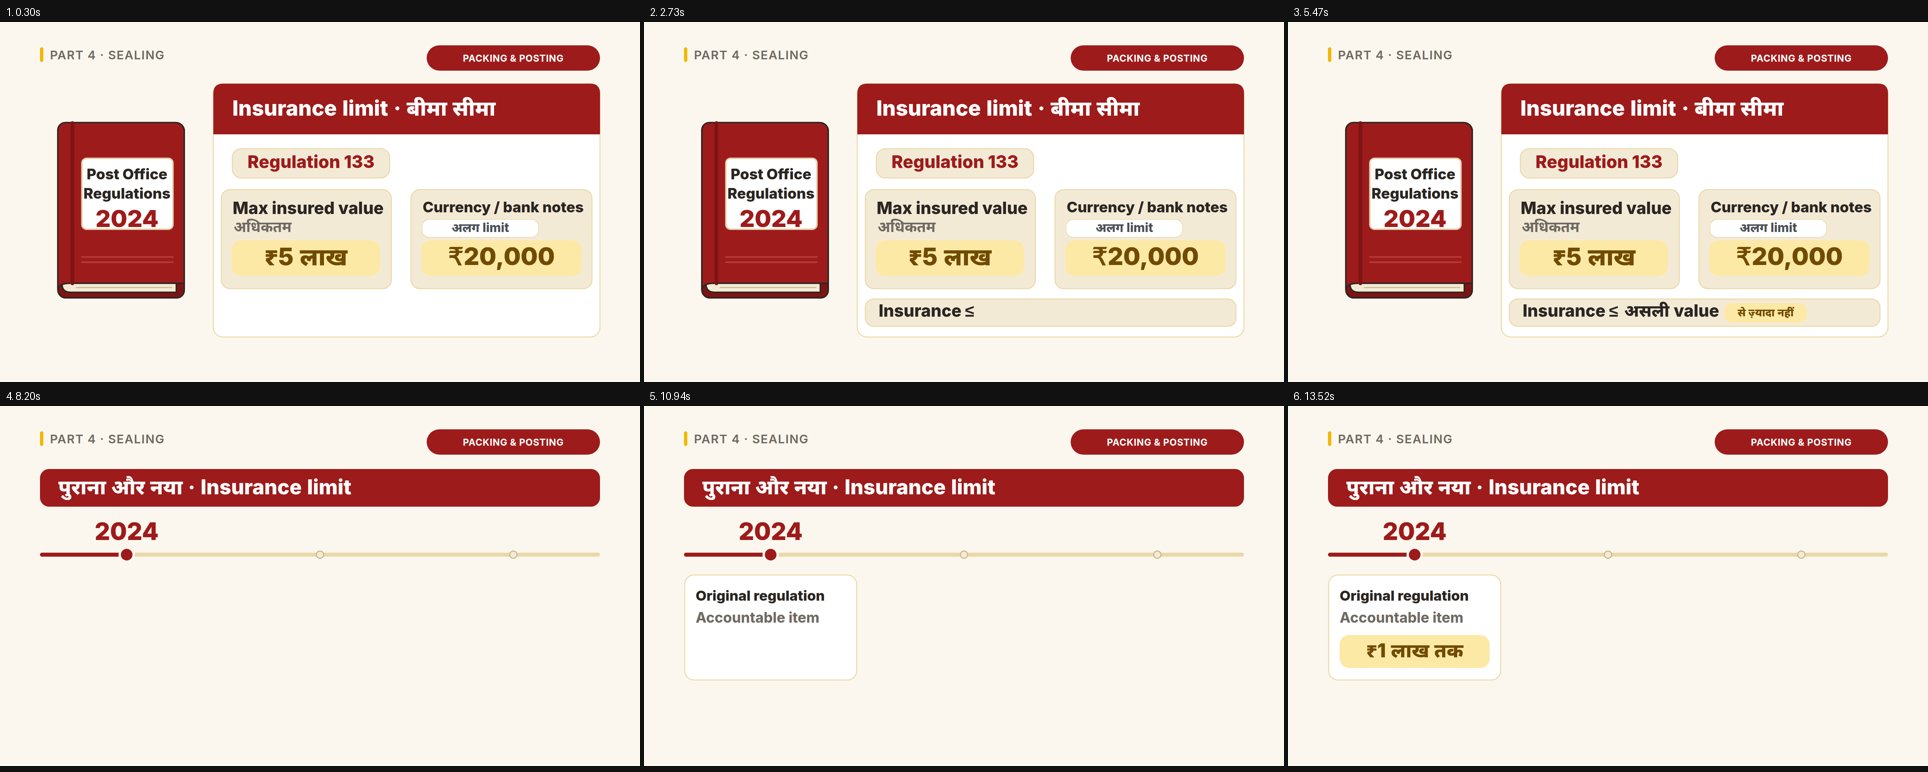 1. 0.30s
PART 4 · SEALING
PACKING & POSTING
Insurance limit · बीमा सीमा
Post Office
Regulations
2024
Regulation 133
Max insured value
अधिकतम
₹5 लाख
Currency / bank notes
अलग limit
₹20,000
2. 2.73s
PART 4 · SEALING
PACKING & POSTING
Insurance limit · बीमा सीमा
Post Office
Regulations
2024
Regulation 133
Max insured value
अधिकतम
₹5 लाख
Currency / bank notes
अलग limit
₹20,000
Insurance ≤
3. 5.47s
PART 4 · SEALING
PACKING & POSTING
Insurance limit · बीमा सीमा
Post Office
Regulations
2024
Regulation 133
Max insured value
अधिकतम
₹5 लाख
Currency / bank notes
अलग limit
₹20,000
Insurance ≤ असली value से ज़्यादा नहीं
4. 8.20s
PART 4 · SEALING
PACKING & POSTING
पुराना और नया · Insurance limit
2024
5. 10.94s
PART 4 · SEALING
PACKING & POSTING
पुराना और नया · Insurance limit
2024
Original regulation
Accountable item
6. 13.52s
PART 4 · SEALING
PACKING & POSTING
पुराना और नया · Insurance limit
2024
Original regulation
Accountable item
₹1 लाख तक